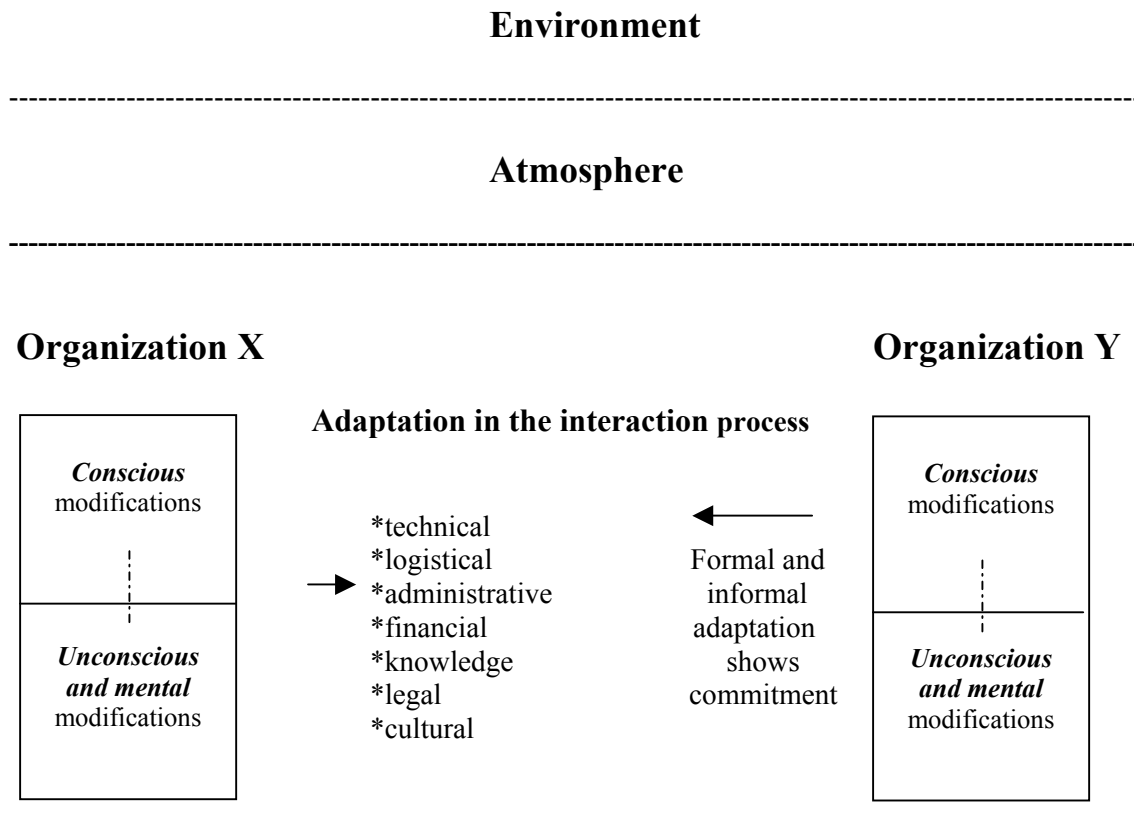 Environment
Atmosphere
Organization X
Organization Y
Adaptation in the interaction process
Conscious
modifications
Unconscious
and mental
modifications
*technical
*logistical
*administrative
*financial
*knowledge
*legal
*cultural
Formal and
informal
adaptation
shows
commitment
Conscious
modifications
Unconscious
and mental
modifications